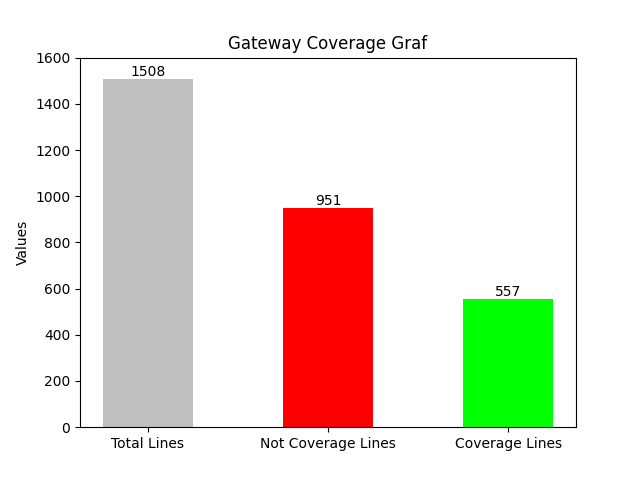 Gateway Coverage Graf
1600
1400
1200
1000
800
600
400
200
0
Values
1508
951
557
Total Lines
Not Coverage Lines
Coverage Lines